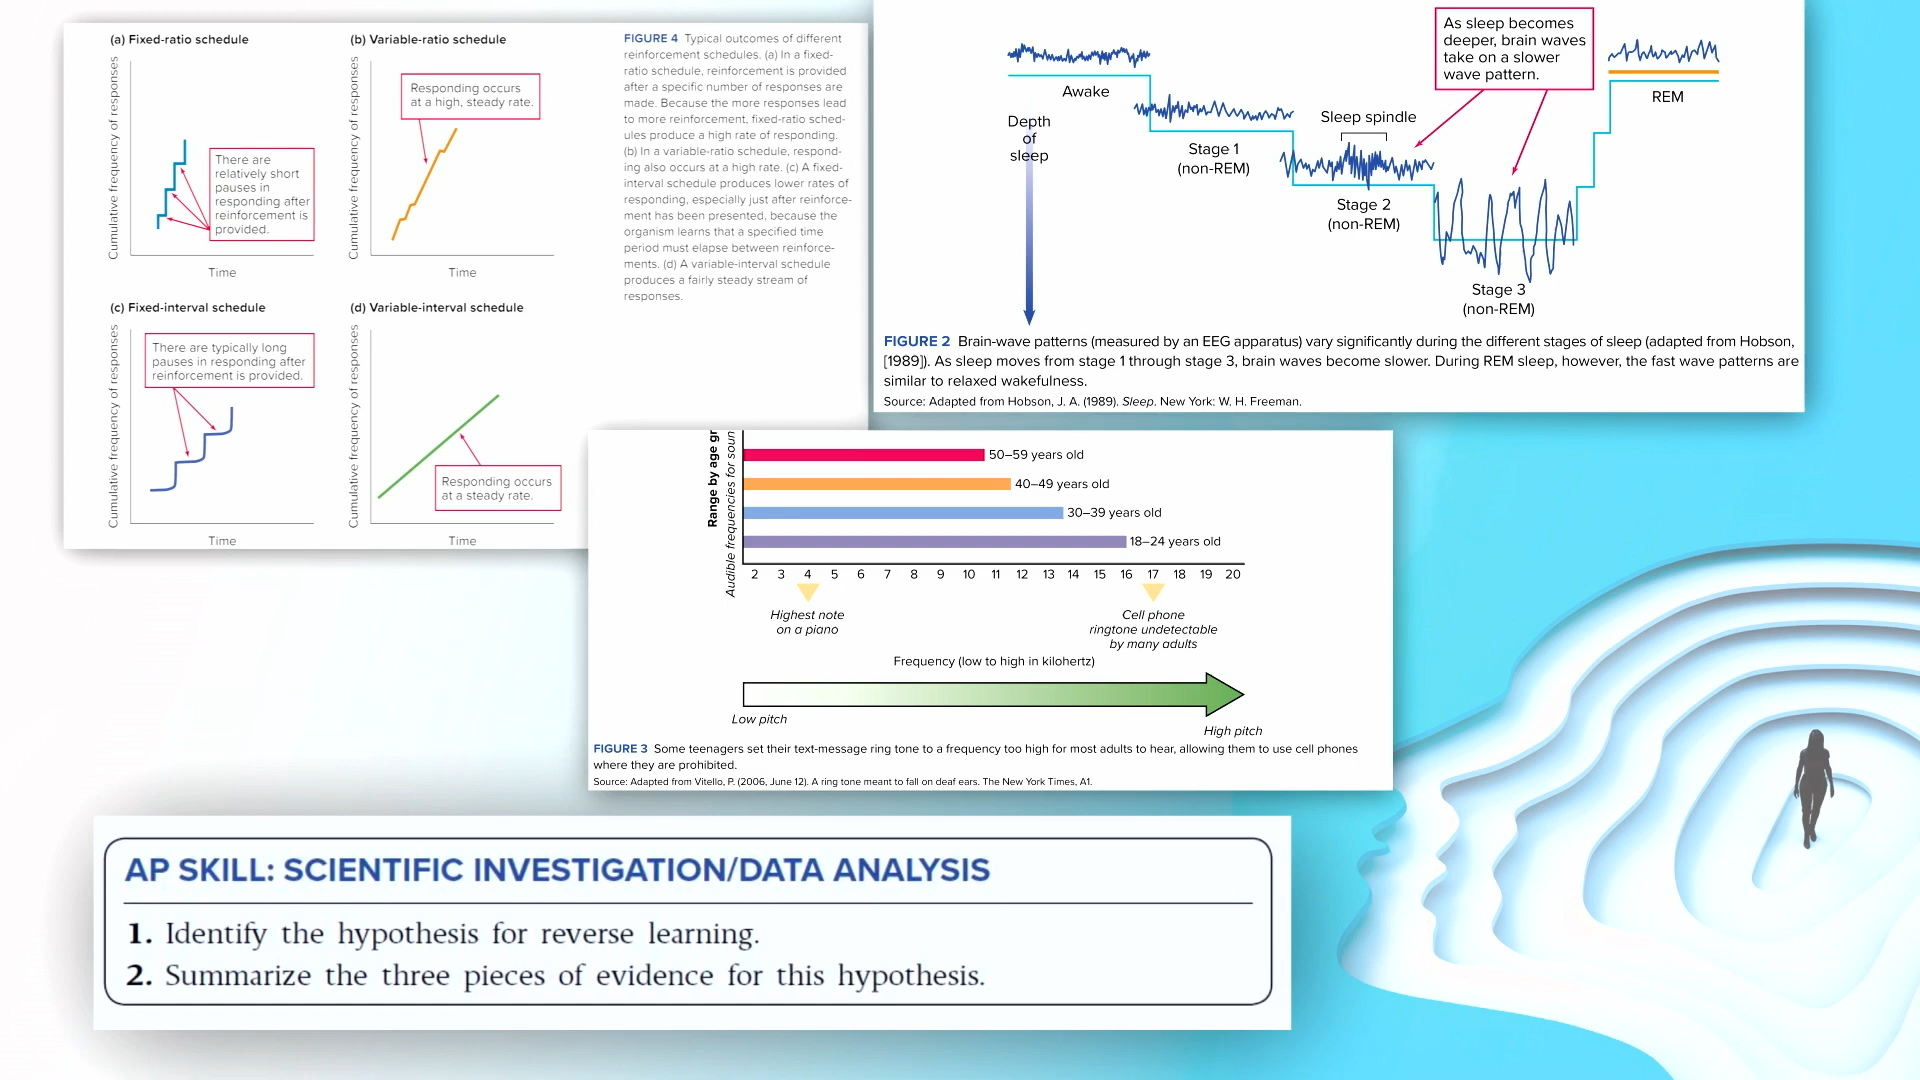 (a) Fixed-ratio schedule
Cumulative frequency of responses
There are
relatively short
pauses in
responding after
reinforcement is
provided.
Time
(b) Variable-ratio schedule
Cumulative frequency of responses
Responding occurs
at a high, steady rate.
Time
(c) Fixed-interval schedule
Cumulative frequency of responses
There are typically long
pauses in responding after
reinforcement is provided.
Time
(d) Variable-interval schedule
Cumulative frequency of responses
Responding occurs
at a steady rate.
Time
FIGURE 4 Typical outcomes of different
reinforcement schedules. (a) In a fixed-
ratio schedule, reinforcement is provided
after a specific number of responses are
made. Because the more responses lead
to more reinforcement, fixed-ratio sched-
ules produce a high rate of responding.
(b) In a variable-ratio schedule, respond-
ing also occurs at a high rate. (c) A fixed-
interval schedule produces lower rates of
responding, especially just after reinforce-
ment has been presented, because the
organism learns that a specified time
period must elapse between reinforce-
ments. (d) A variable-interval schedule
produces a fairly steady stream of
responses.
As sleep becomes
deeper, brain waves
take on a slower
wave pattern.
Awake
REM
Depth
of
sleep
Sleep spindle
Stage 1
(non-REM)
Stage 2
(non-REM)
Stage 3
(non-REM)
FIGURE 2 Brain-wave patterns (measured by an EEG apparatus) vary significantly during the different stages of sleep (adapted from Hobson,
[1989]). As sleep moves from stage 1 through stage 3, brain waves become slower. During REM sleep, however, the fast wave patterns are
similar to relaxed wakefulness.
Source: Adapted from Hobson, J. A. (1989). Sleep. New York: W. H. Freeman.
Range by age gr
Audible frequencies for soun
50–59 years old
40–49 years old
30–39 years old
18–24 years old
2 3 4 5 6 7 8 9 10 11 12 13 14 15 16 17 18 19 20
Highest note
on a piano
Cell phone
ringtone undetectable
by many adults
Frequency (low to high in kilohertz)
Low pitch
High pitch
FIGURE 3 Some teenagers set their text-message ring tone to a frequency too high for most adults to hear, allowing them to use cell phones
where they are prohibited.
Source: Adapted from Vitello, P. (2006, June 12). A ring tone meant to fall on deaf ears. The New York Times, A1.
AP SKILL: SCIENTIFIC INVESTIGATION/DATA ANALYSIS
1. Identify the hypothesis for reverse learning.
2. Summarize the three pieces of evidence for this hypothesis.